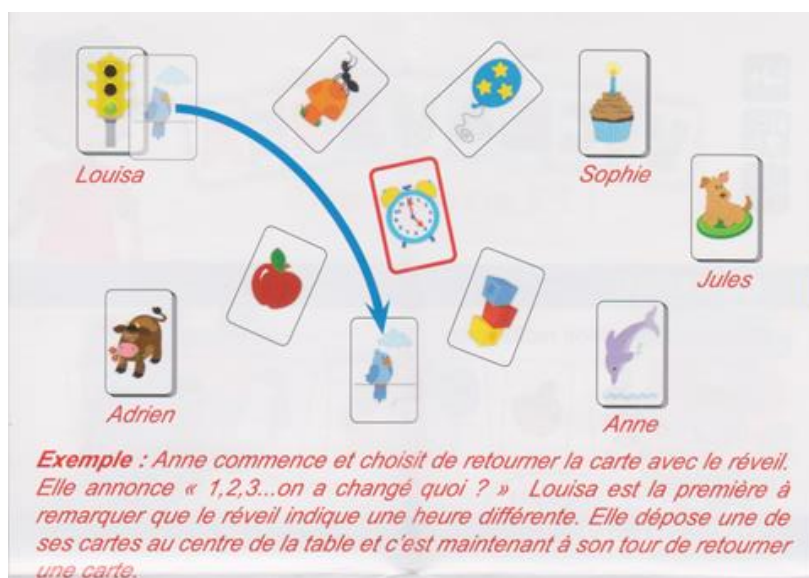 Louisa
Sophie
Jules
Adrien
Anne
Exemple : Anne commence et choisit de retourner la carte avec le réveil.
Elle annonce « 1,2,3...on a changé quoi ? » Louisa est la première à
remarquer que le réveil indique une heure différente. Elle dépose une de
ses cartes au centre de la table et c'est maintenant à son tour de retourner
une carte.